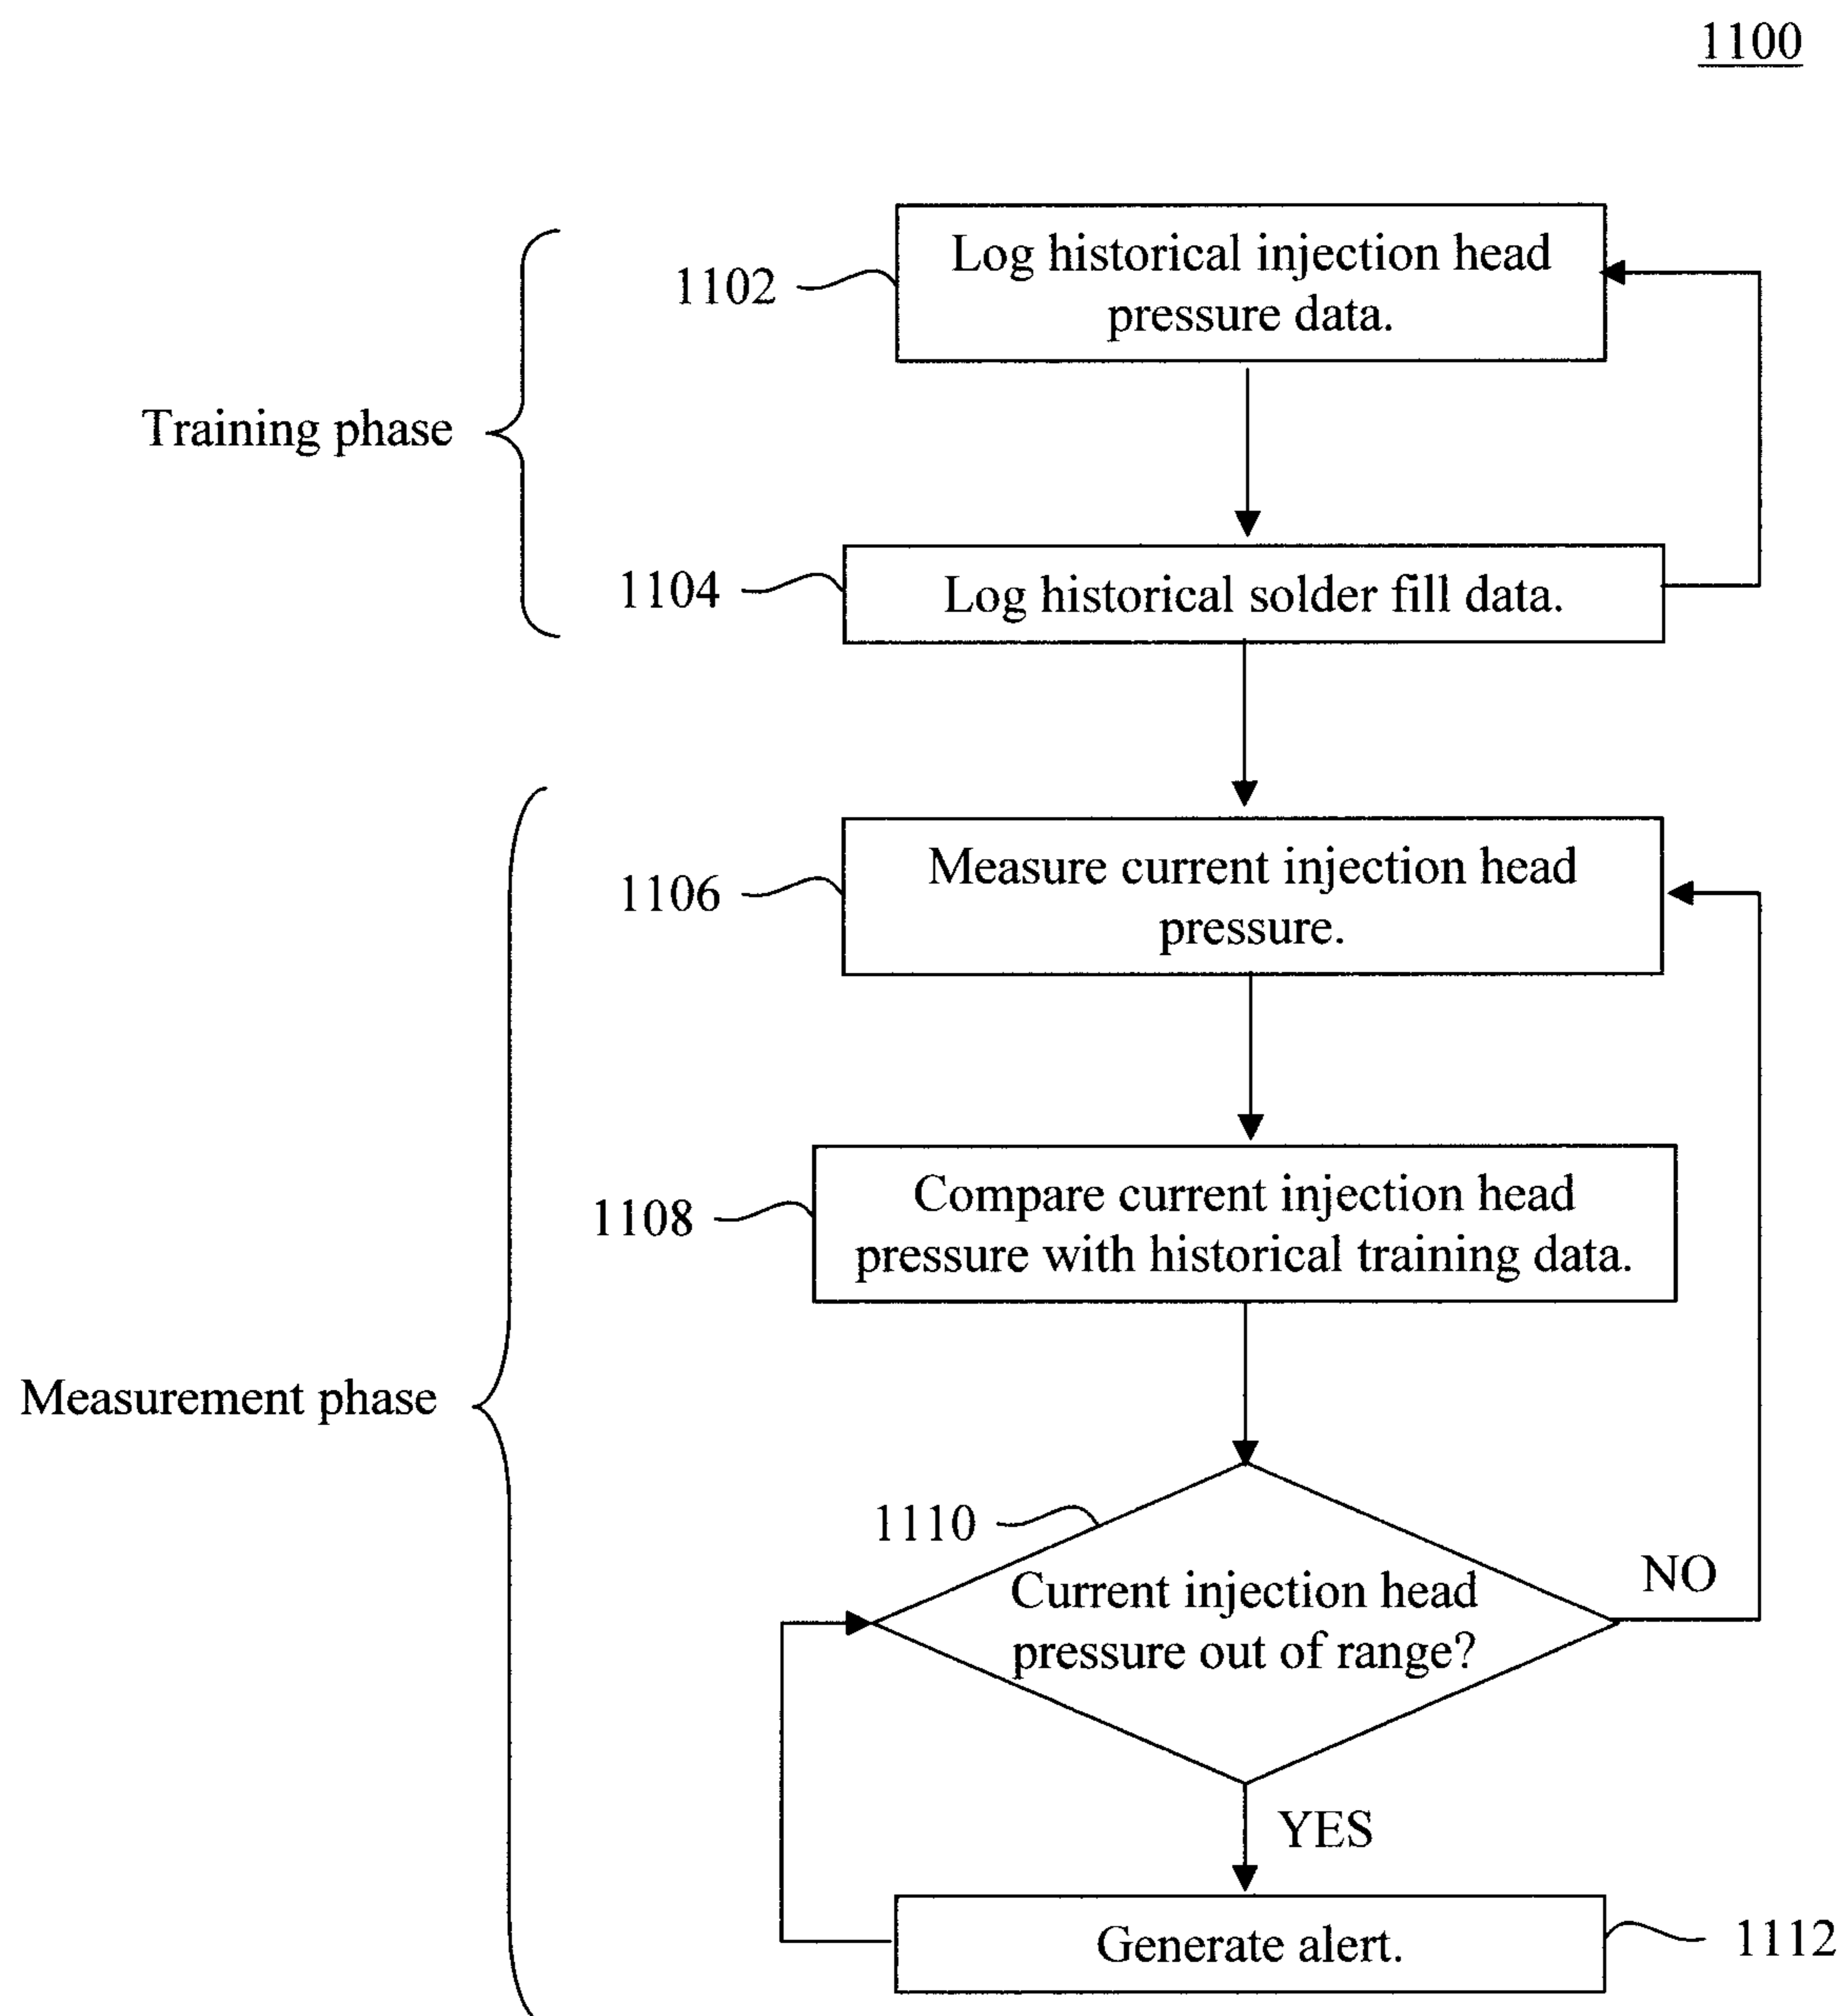 1100
Log historical injection head
pressure data.
1102
Training phase
1104
Log historical solder fill data.
Measure current injection head
pressure.
1106
Compare current injection head
pressure with historical training data.
1108
Measurement phase
1110
Current injection head
pressure out of range?
NO
YES
Generate alert.
1112